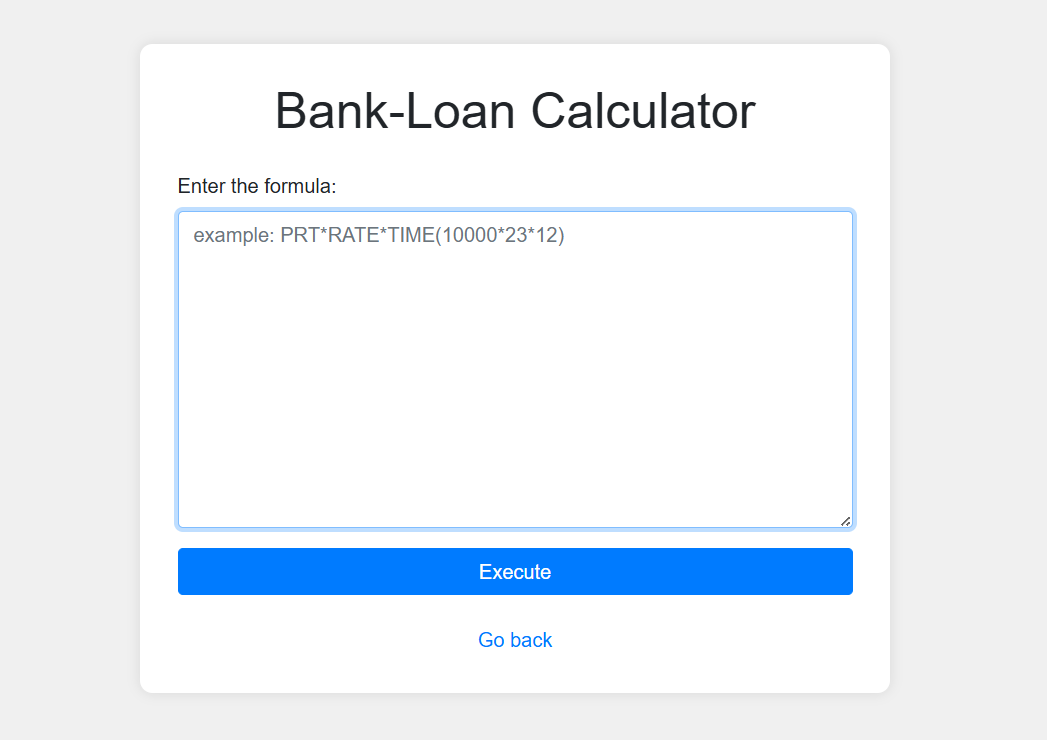 Bank-Loan Calculator
Enter the formula:
example: PRT*RATE*TIME(10000*23*12)
Execute
Go back